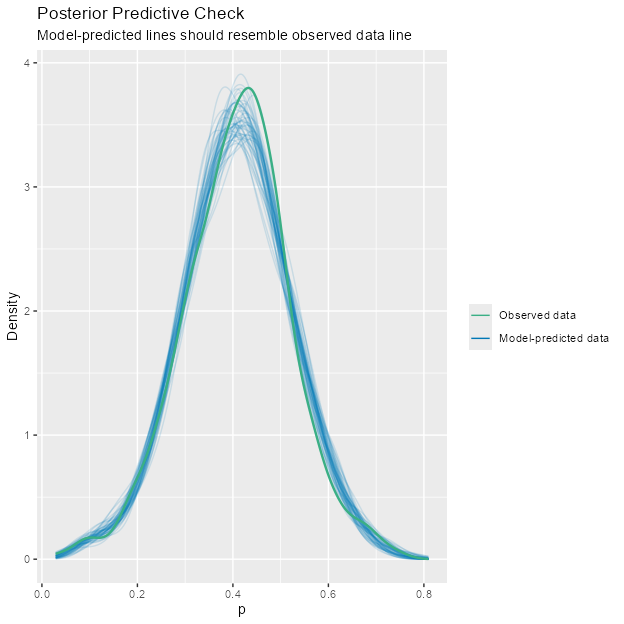 Posterior Predictive Check
Model-predicted lines should resemble observed data line
4
3
2
1
0
Density
0.0 0.2 0.4 0.6 0.8
p
Observed data
Model-predicted data